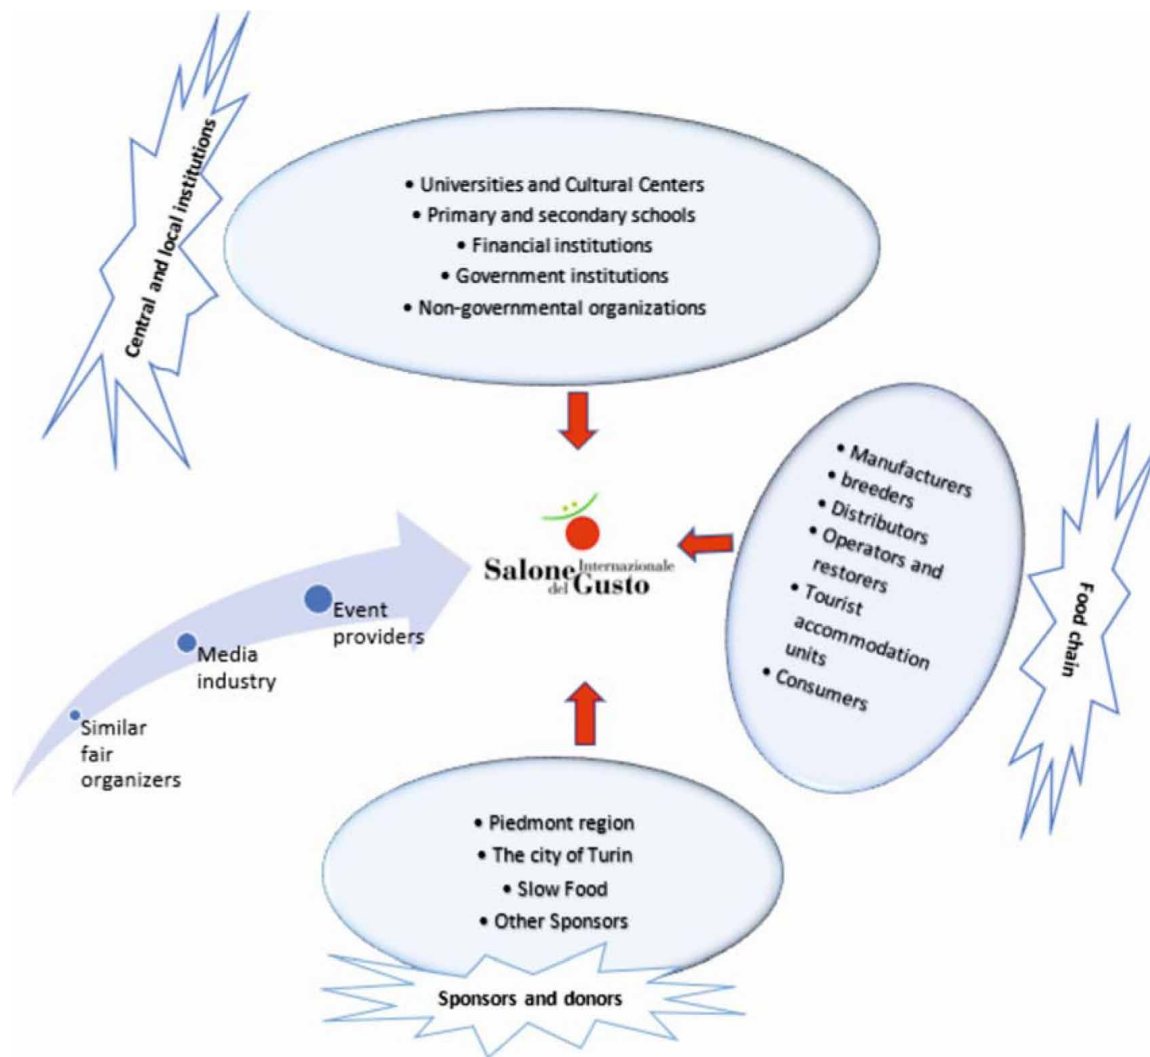 Central and local institutions
• Universities and Cultural Centers
• Primary and secondary schools
• Financial institutions
• Government institutions
• Non-governmental organizations
• Manufacturers
• breeders
• Distributors
• Operators and
restorers
• Tourist
accommodation
units
• Consumers
Food chain
Salone Internazionale
del Gusto
Event
providers
Media
industry
Similar
fair
organizers
• Piedmont region
• The city of Turin
• Slow Food
• Other Sponsors
Sponsors and donors